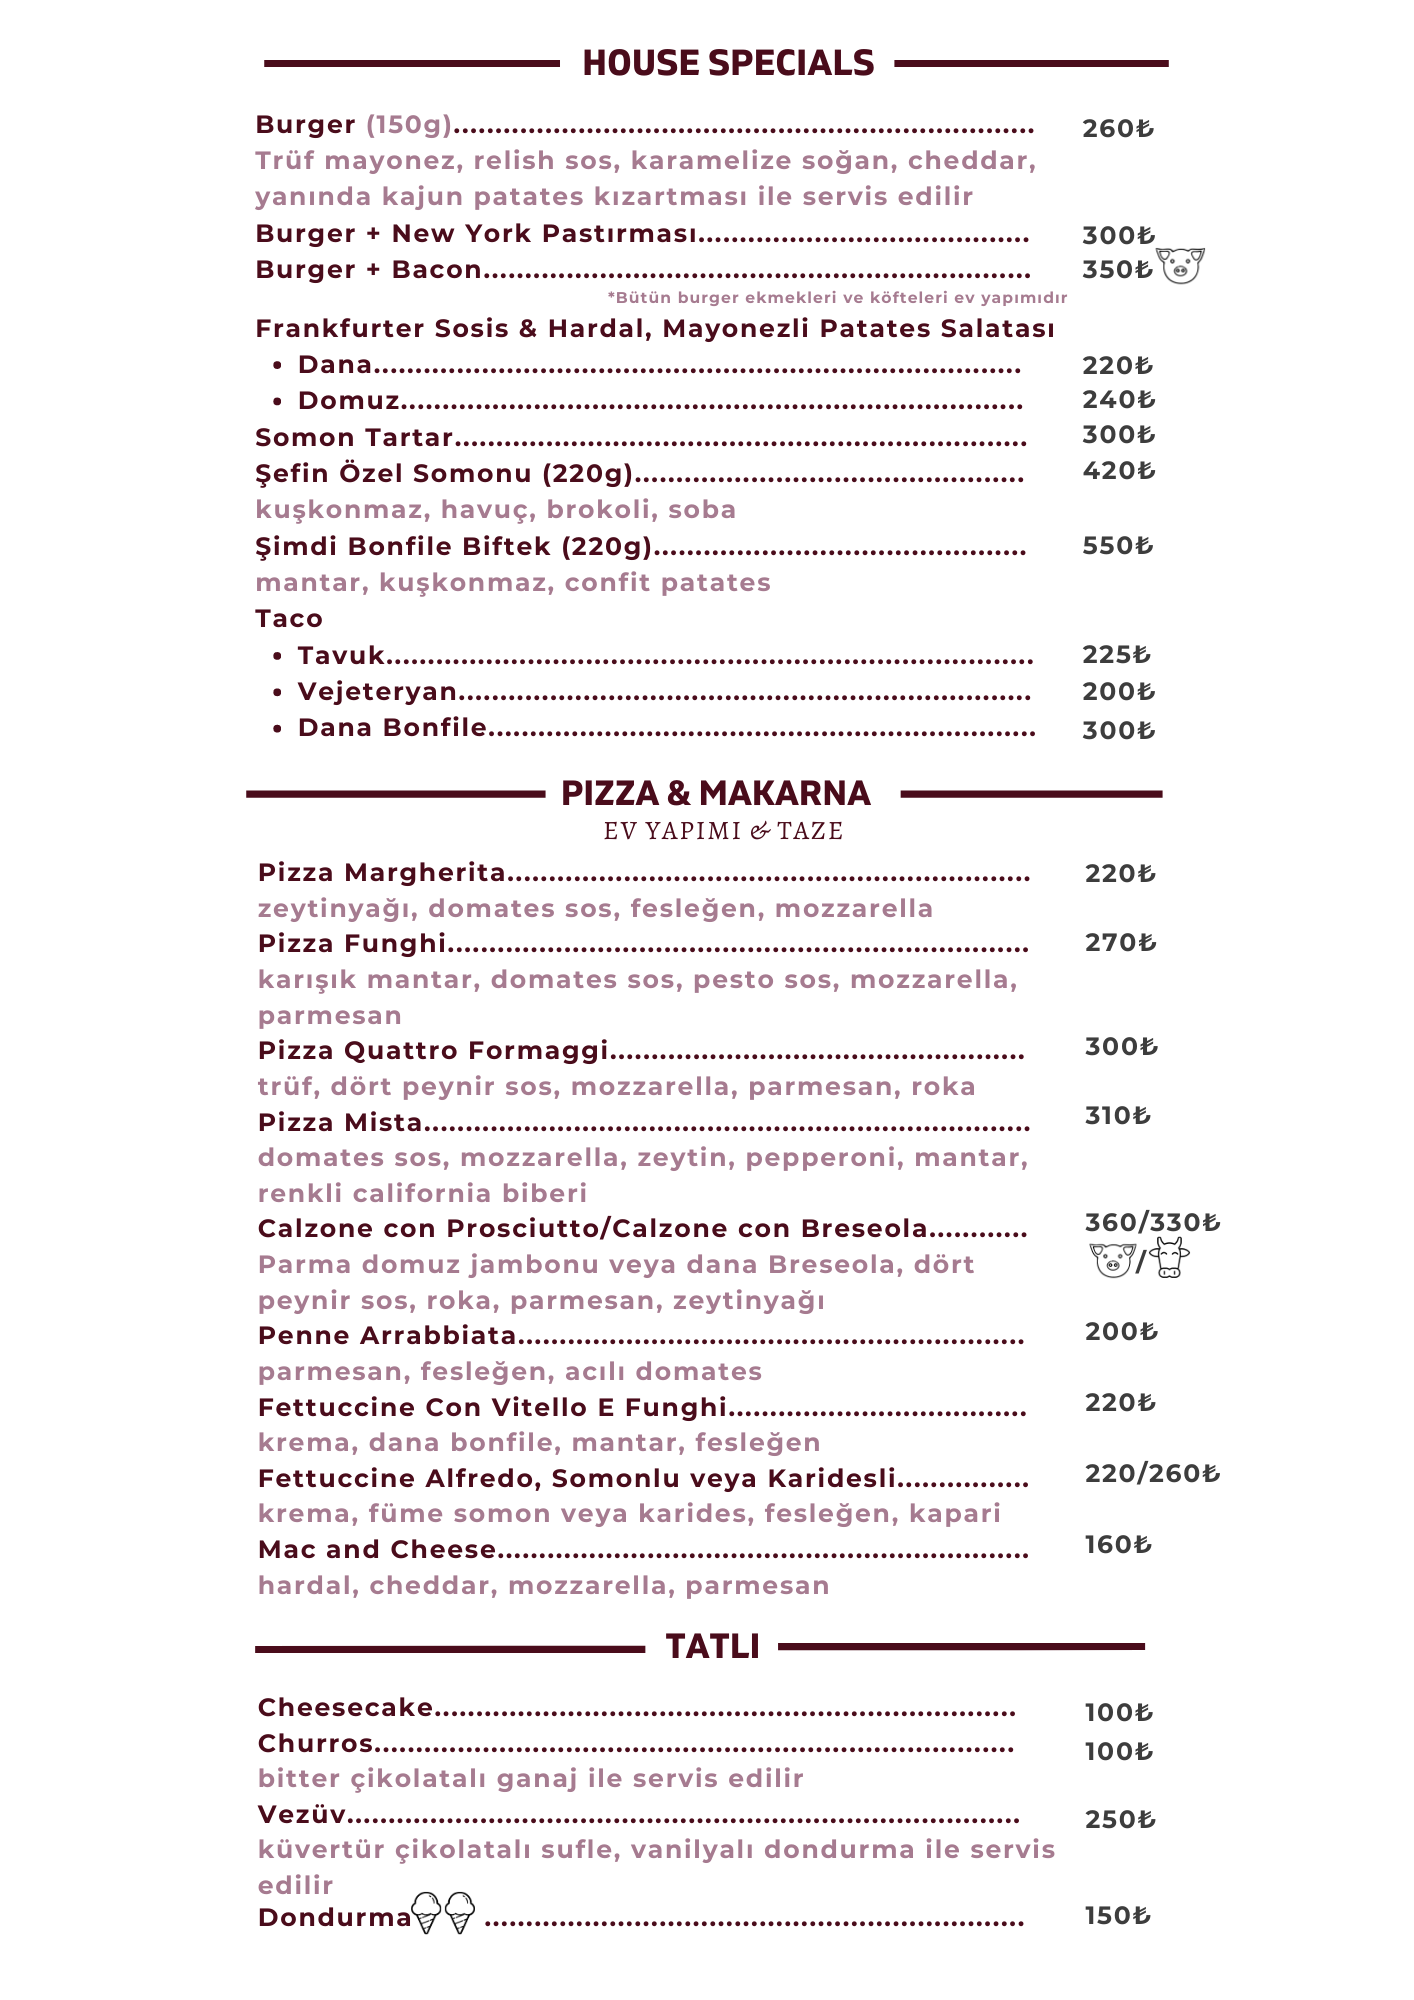 HOUSE SPECIALS
Burger (150g)...................................................................... 260₺
Trüf mayonez, relish sos, karamelize soğan, cheddar,
yanında kajun patates kızartması ile servis edilir
Burger + New York Pastırması........................................ 300₺
Burger + Bacon.................................................................. 350₺
*Bütün burger ekmekleri ve köfteleri ev yapımıdır
Frankfurter Sosis & Hardal, Mayonezli Patates Salatası
• Dana.............................................................................. 220₺
• Domuz........................................................................... 240₺
Somon Tartar..................................................................... 300₺
Şefin Özel Somonu (220g)............................................... 420₺
kuşkonmaz, havuç, brokoli, soba
Şimdi Bonfile Biftek (220g)............................................. 550₺
mantar, kuşkonmaz, confit patates
Taco
• Tavuk.............................................................................. 225₺
• Vejeteryan..................................................................... 200₺
• Dana Bonfile.................................................................. 300₺
PIZZA & MAKARNA
EV YAPIMI & TAZE
Pizza Margherita............................................................... 220₺
zeytinyağı, domates sos, fesleğen, mozzarella
Pizza Funghi...................................................................... 270₺
karışık mantar, domates sos, pesto sos, mozzarella,
parmesan
Pizza Quattro Formaggi.................................................. 300₺
trüf, dört peynir sos, mozzarella, parmesan, roka
Pizza Mista......................................................................... 310₺
domates sos, mozzarella, zeytin, pepperoni, mantar,
renkli california biberi
Calzone con Prosciutto/Calzone con Breseola............ 360/330₺
Parma domuz jambonu veya dana Breseola, dört /
peynir sos, roka, parmesan, zeytinyağı
Penne Arrabbiata............................................................. 200₺
parmesan, fesleğen, acılı domates
Fettuccine Con Vitello E Funghi.................................... 220₺
krema, dana bonfile, mantar, fesleğen
Fettuccine Alfredo, Somonlu veya Karidesli................ 220/260₺
krema, füme somon veya karides, fesleğen, kapari
Mac and Cheese................................................................ 160₺
hardal, cheddar, mozzarella, parmesan
TATLI
Cheesecake...................................................................... 100₺
Churros............................................................................. 100₺
bitter çikolatalı ganaj ile servis edilir
Vezüv................................................................................. 250₺
küvertür çikolatalı sufle, vanilyalı dondurma ile servis
edilir
Dondurma ................................................................. 150₺